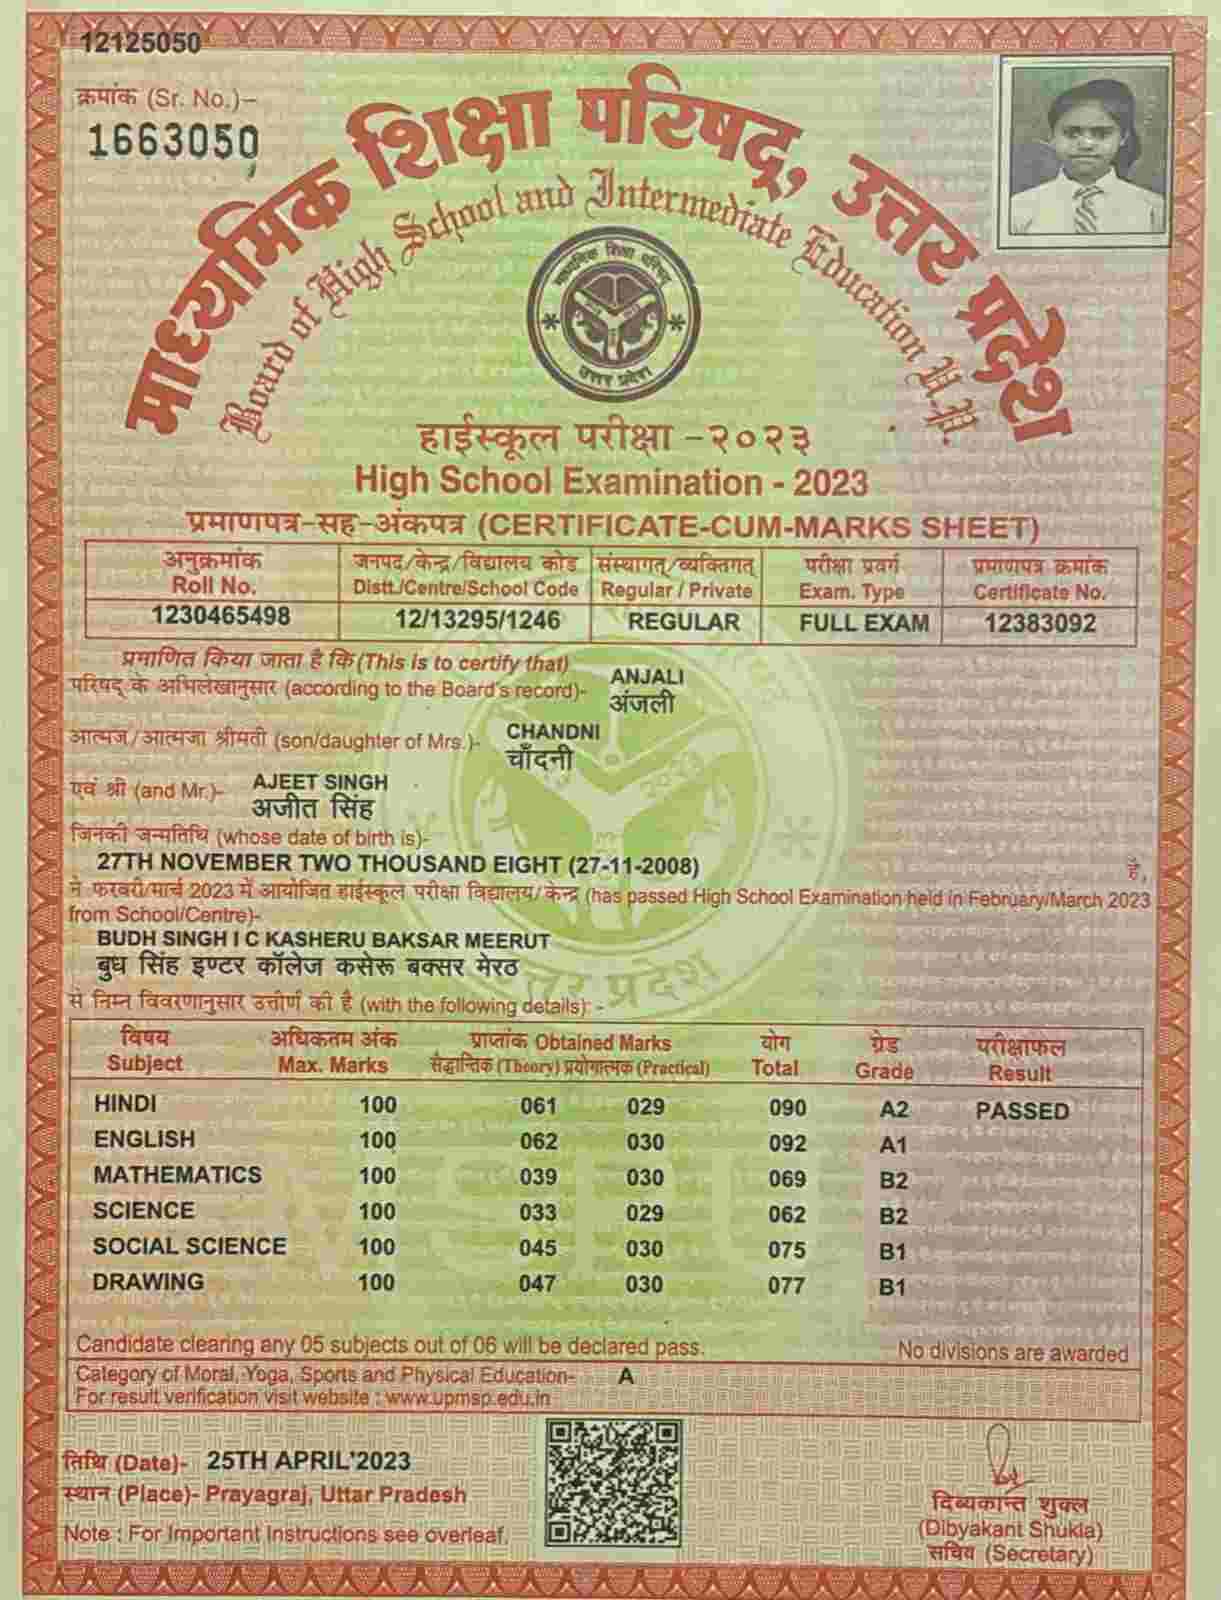 12125050
क्रमांक (Sr. No.)–
1663050
माध्यमिक शिक्षा परिषद्, उत्तर प्रदेश
Board of High School and Intermediate Education U.P.
माध्यमिक शिक्षा परिषद्
उत्तर प्रदेश
हाईस्कूल परीक्षा -२०२३
High School Examination - 2023
प्रमाणपत्र-सह-अंकपत्र (CERTIFICATE-CUM-MARKS SHEET)
अनुक्रमांक जनपद/केन्द्र/विद्यालय कोड संस्थागत्/व्यक्तिगत् परीक्षा प्रवर्ग प्रमाणपत्र क्रमांक
Roll No. Distt./Centre/School Code Regular / Private Exam. Type Certificate No.
1230465498 12/13295/1246 REGULAR FULL EXAM 12383092
प्रमाणित किया जाता है कि (This is to certify that)
परिषद् के अभिलेखानुसार (according to the Board's record)- ANJALI
अंजली
आत्मज/आत्मजा श्रीमती (son/daughter of Mrs.)- CHANDNI
चाँदनी
एवं श्री (and Mr.)- AJEET SINGH
अजीत सिंह
जिनकी जन्मतिथि (whose date of birth is)-
27TH NOVEMBER TWO THOUSAND EIGHT (27-11-2008) है,
ने फरवरी/मार्च 2023 में आयोजित हाईस्कूल परीक्षा विद्यालय/केन्द्र (has passed High School Examination held in February/March 2023
from School/Centre)-
BUDH SINGH I C KASHERU BAKSAR MEERUT
बुध सिंह इण्टर कॉलेज कसेरू बक्सर मेरठ
से निम्न विवरणानुसार उत्तीर्ण की है (with the following details): -
विषय अधिकतम अंक प्राप्तांक Obtained Marks योग ग्रेड परीक्षाफल
Subject Max. Marks सैद्धान्तिक (Theory) प्रयोगात्मक (Practical) Total Grade Result
HINDI 100 061 029 090 A2 PASSED
ENGLISH 100 062 030 092 A1
MATHEMATICS 100 039 030 069 B2
SCIENCE 100 033 029 062 B2
SOCIAL SCIENCE 100 045 030 075 B1
DRAWING 100 047 030 077 B1
Candidate clearing any 05 subjects out of 06 will be declared pass. No divisions are awarded
Category of Moral, Yoga, Sports and Physical Education- A
For result verification visit website : www.upmsp.edu.in
तिथि (Date)- 25TH APRIL'2023
स्थान (Place)- Prayagraj, Uttar Pradesh
Note : For Important Instructions see overleaf.
दिब्यकान्त शुक्ल
(Dibyakant Shukla)
सचिव (Secretary)